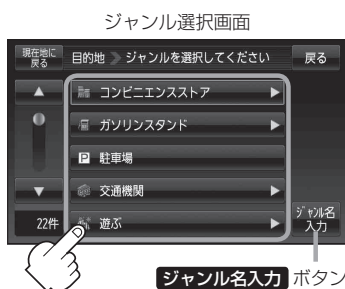 ジャンル選択画面
現在地に
戻る
目的地 ジャンルを選択してください
戻る
コンビニエンスストア
ガソリンスタンド
P 駐車場
交通機関
遊ぶ
22件
ジャンル名
入力
ジャンル名入力 ボタン